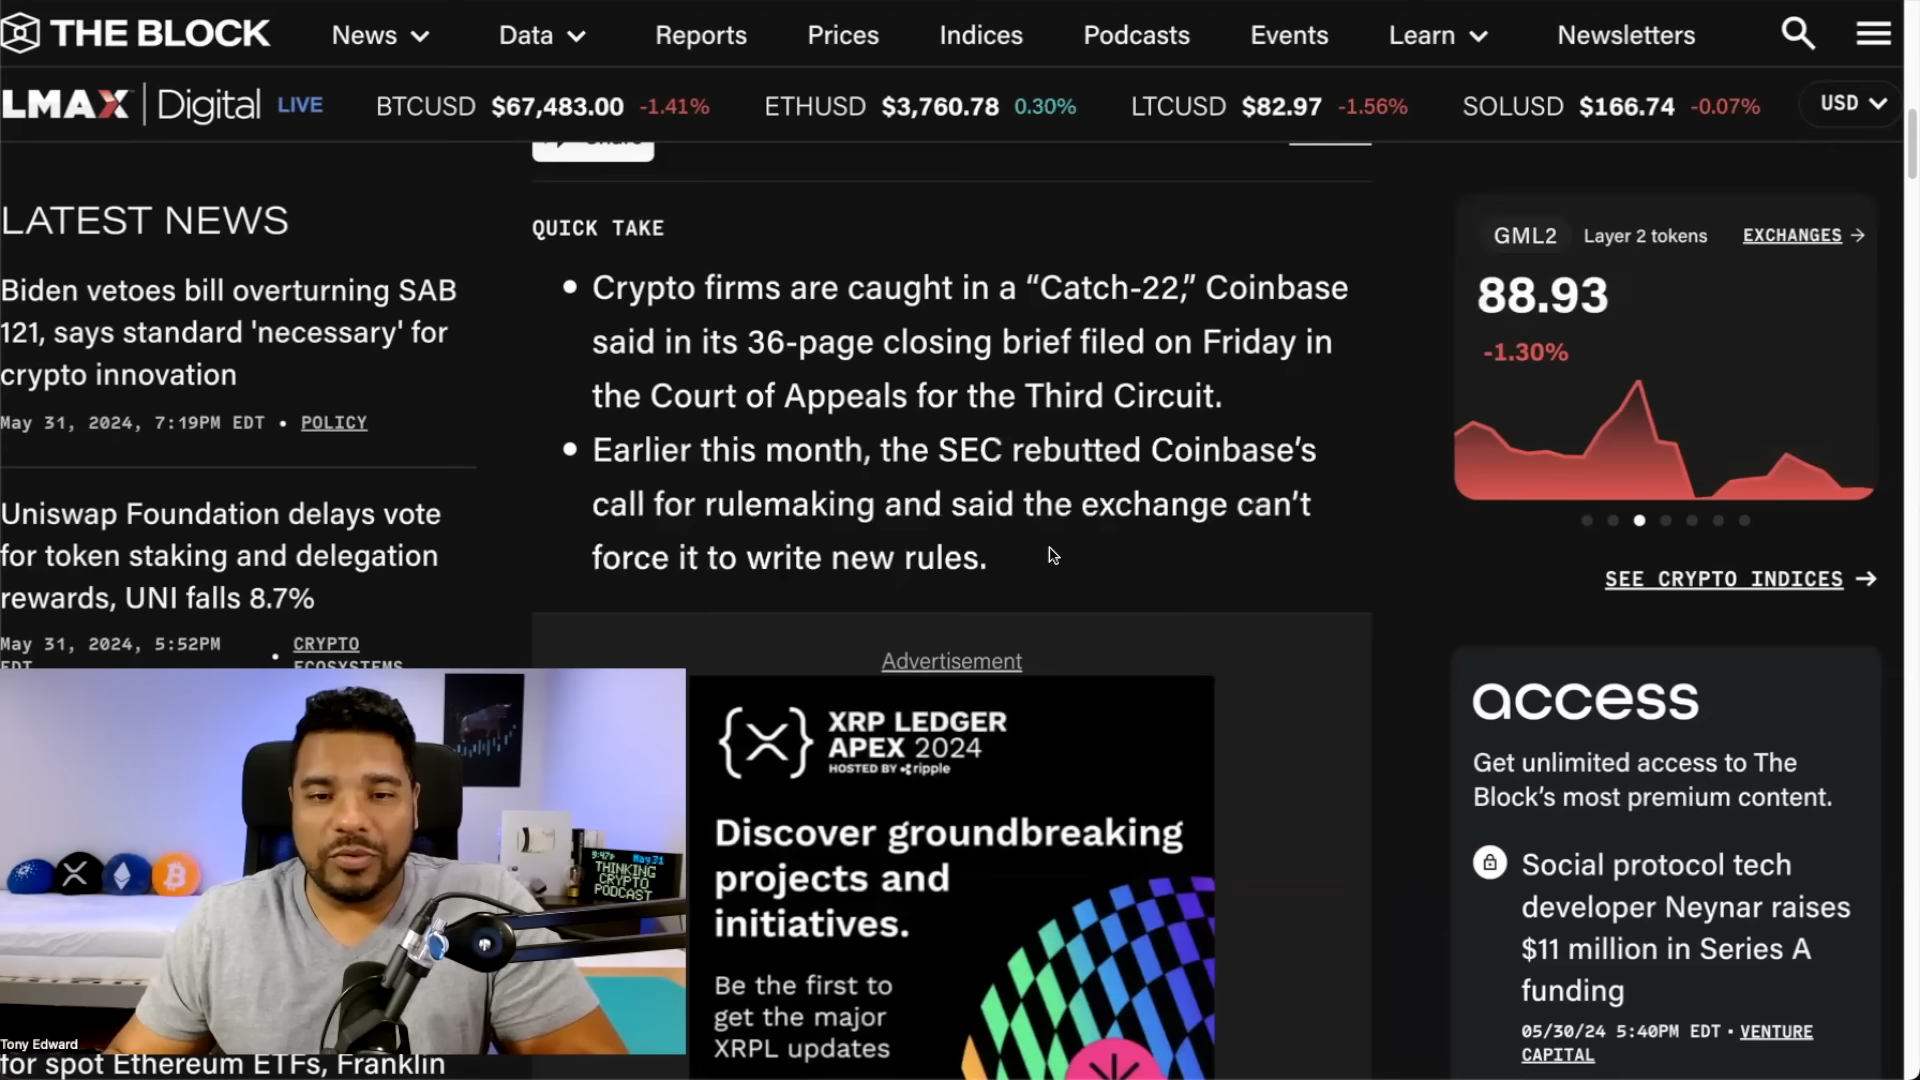 THE BLOCK
News
Data
Reports
Prices
Indices
Podcasts
Events
Learn
Newsletters
LMAX Digital LIVE
BTCUSD $67,483.00 -1.41%
ETHUSD $3,760.78 0.30%
LTCUSD $82.97 -1.56%
SOLUSD $166.74 -0.07%
USD
LATEST NEWS
Biden vetoes bill overturning SAB
121, says standard 'necessary' for
crypto innovation
May 31, 2024, 7:19PM EDT • POLICY
Uniswap Foundation delays vote
for token staking and delegation
rewards, UNI falls 8.7%
May 31, 2024, 5:52PM
EDT
• CRYPTO
ECOSYSTEMS
QUICK TAKE
• Crypto firms are caught in a “Catch-22,” Coinbase
said in its 36-page closing brief filed on Friday in
the Court of Appeals for the Third Circuit.
• Earlier this month, the SEC rebutted Coinbase’s
call for rulemaking and said the exchange can’t
force it to write new rules.
Advertisement
XRP LEDGER
APEX 2024
HOSTED BY ripple
Discover groundbreaking
projects and
initiatives.
Be the first to
get the major
XRPL updates
GML2 Layer 2 tokens EXCHANGES →
88.93
-1.30%
SEE CRYPTO INDICES →
access
Get unlimited access to The
Block’s most premium content.
Social protocol tech
developer Neynar raises
$11 million in Series A
funding
05/30/24 5:40PM EDT • VENTURE
CAPITAL
9:47P May31
THINKING
CRYPTO
PODCAST
Tony Edward
for spot Ethereum ETFs, Franklin